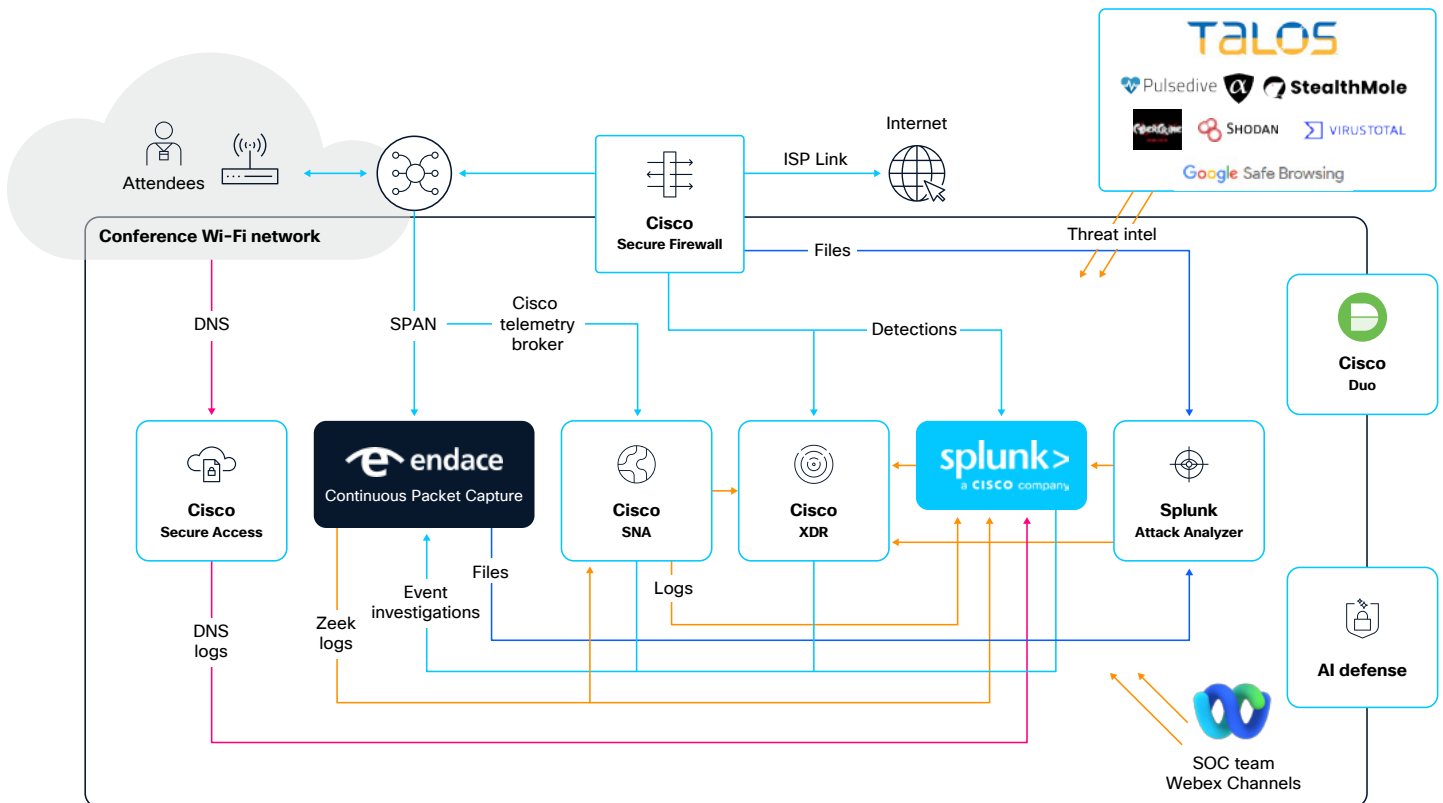 TALOS
Pulsedive
α
StealthMole
SHODAN
VIRUSTOTAL
Google Safe Browsing
Internet
ISP Link
Attendees
Cisco
Secure Firewall
Conference Wi-Fi network
Threat intel
Files
DNS
SPAN
Cisco
telemetry
broker
Detections
Cisco
Duo
endace
Continuous Packet Capture
splunk>
a CISCO company
Cisco
Secure Access
Cisco
SNA
Cisco
XDR
Splunk
Attack Analyzer
Files
Event
investigations
Logs
Zeek
logs
DNS
logs
AI defense
SOC team
Webex Channels